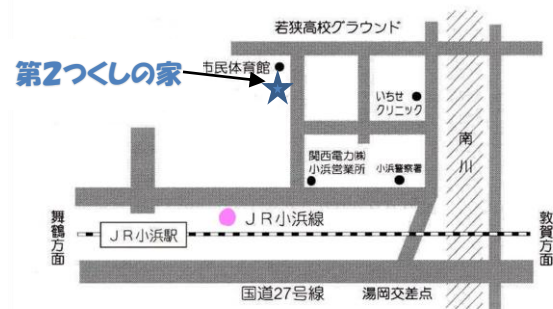 若狭高校グラウンド
第2つくしの家
市民体育館
いちせ
クリニック
南川
関西電力㈱
小浜営業所
小浜警察署
舞鶴方面
JR小浜線
JR小浜駅
敦賀方面
国道27号線
湯岡交差点